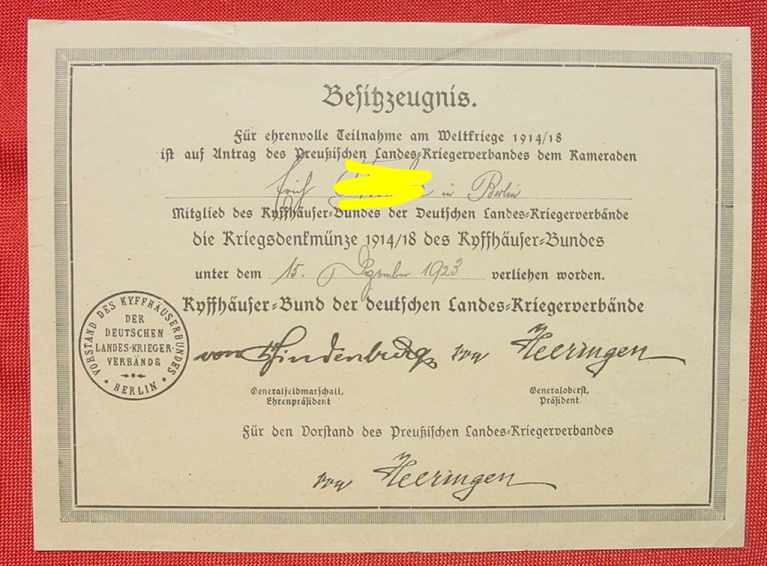 Besitzzeugnis.
Für ehrenvolle Teilnahme am Weltkriege 1914/18
ist auf Antrag des Preußischen Landes-Kriegerverbandes dem Kameraden
Erich in Berlin
Mitglied des Kyffhäuser-Bundes der Deutschen Landes-Kriegerverbände
die Kriegsdenkmünze 1914/18 des Kyffhäuser-Bundes
unter dem 15. Dezember 1923 verliehen worden.
Kyffhäuser-Bund der deutschen Landes-Kriegerverbände
VORSTAND DES KYFFHÄUSERBUNDES
DER
DEUTSCHEN
LANDES-KRIEGER-
VERBÄNDE
BERLIN
von Hindenburg
von Heeringen
Generalfeldmarschall,
Ehrenpräsident
Generaloberst,
Präsident
Für den Vorstand des Preußischen Landes-Kriegerverbandes
von Heeringen